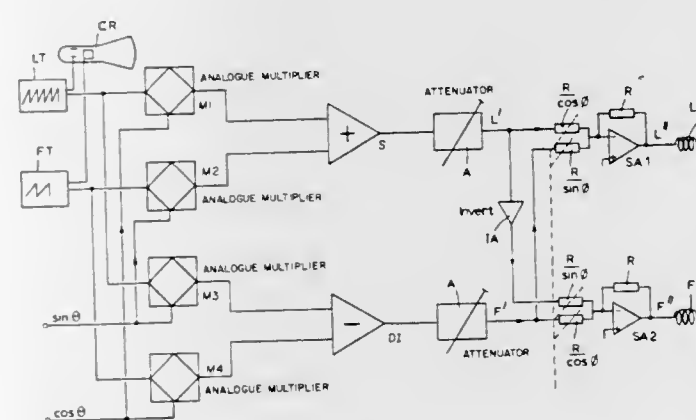 CR
LT
ANALOGUE MULTIPLIER
M1
ATTENUATOR
R
cos Ø
R
L'
L"
L
+
S
A
SA1
R
sin Ø
FT
M2
ANALOGUE MULTIPLIER
Invert
IA
ANALOGUE MULTIPLIER
M3
R
sin Ø
R
A
F'
F"
F
sin θ
−
DI
SA2
R
cos Ø
ATTENUATOR
M4
ANALOGUE MULTIPLIER
cos θ